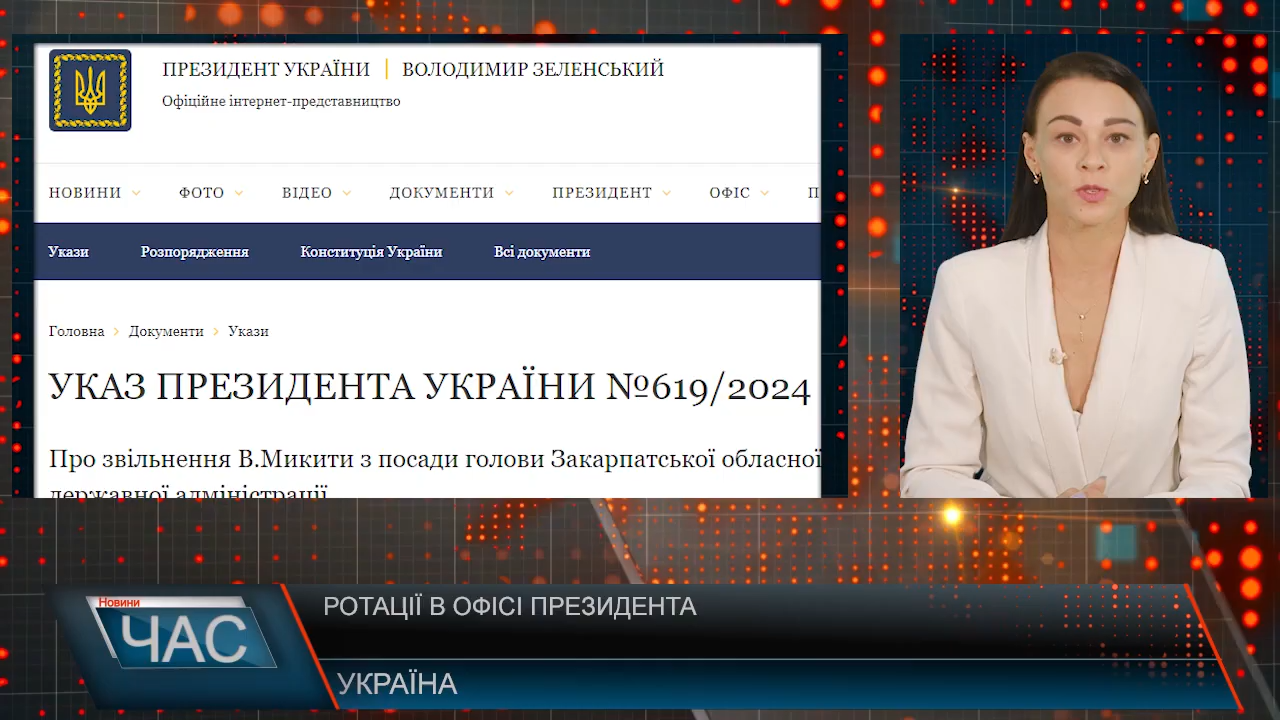 ПРЕЗИДЕНТ УКРАЇНИ | ВОЛОДИМИР ЗЕЛЕНСЬКИЙ
Офіційне інтернет-представництво
НОВИНИ ФОТО ВІДЕО ДОКУМЕНТИ ПРЕЗИДЕНТ ОФІС П
Укази Розпорядження Конституція України Всі документи
Головна > Документи > Укази
УКАЗ ПРЕЗИДЕНТА УКРАЇНИ №619/2024
Про звільнення В.Микити з посади голови Закарпатської обласної
державної адміністрації
Новини
ЧАС
РОТАЦІЇ В ОФІСІ ПРЕЗИДЕНТА
УКРАЇНА